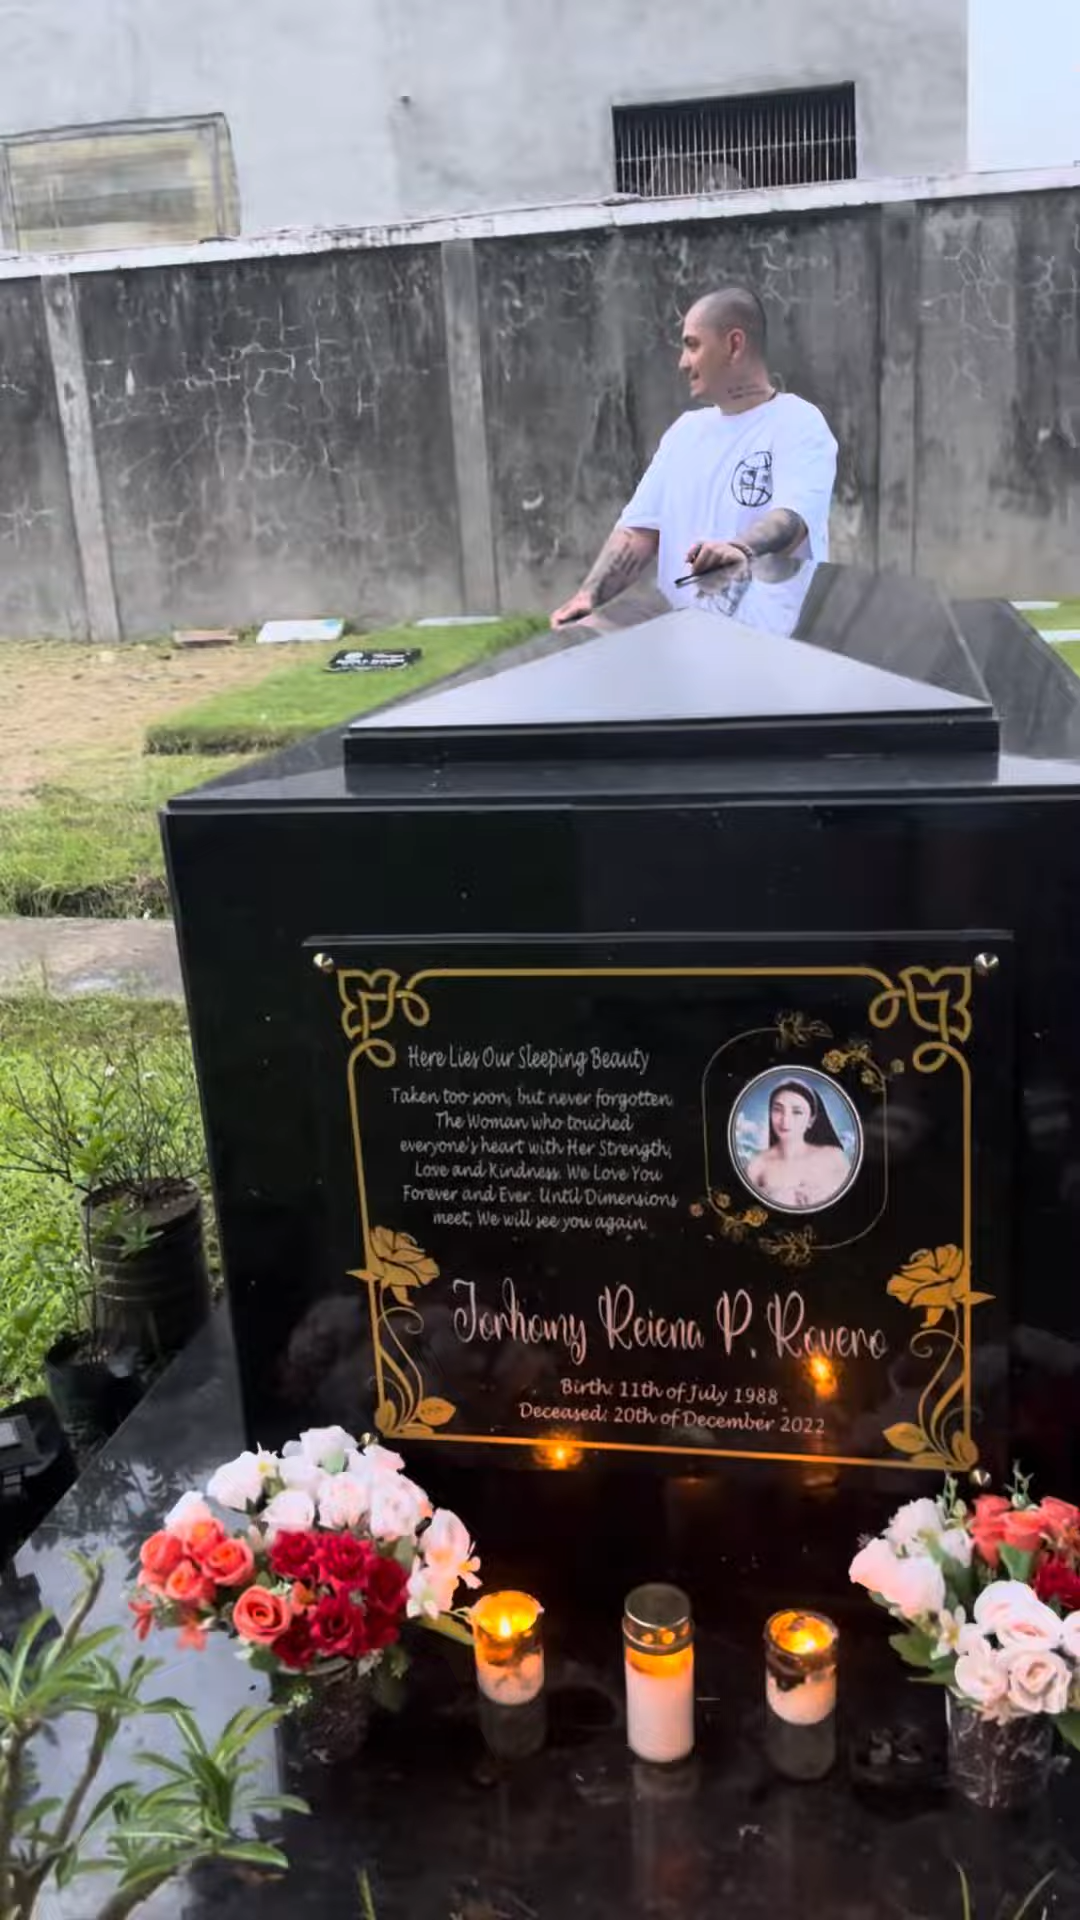 Here Lies Our Sleeping Beauty
Taken too soon, but never forgotten.
The Woman who touched
everyone's heart with Her Strength,
Love and Kindness. We Love You
Forever and Ever. Until Dimensions
meet, We will see you again.
Jorhomy Reiena P. Rovero
Birth: 11th of July 1988
Deceased: 20th of December 2022